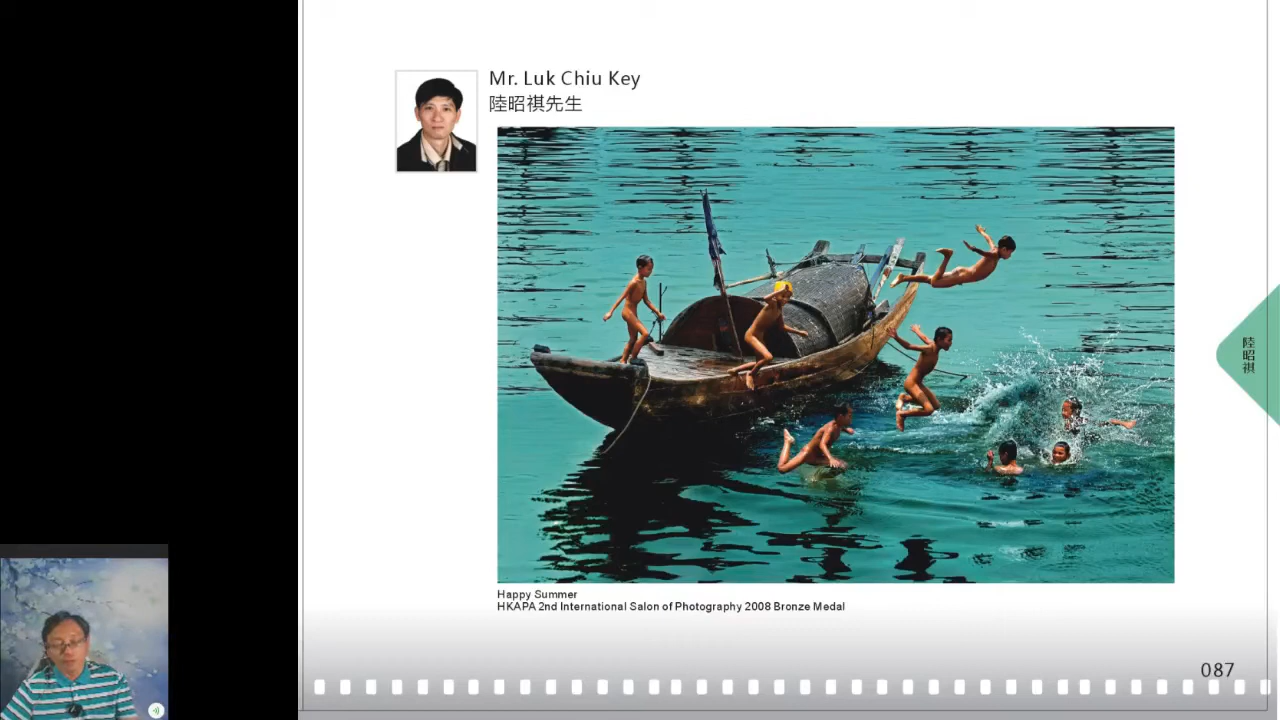 Mr. Luk Chiu Key
陸昭祺先生
陸昭祺
Happy Summer
HKAPA 2nd International Salon of Photography 2008 Bronze Medal
087